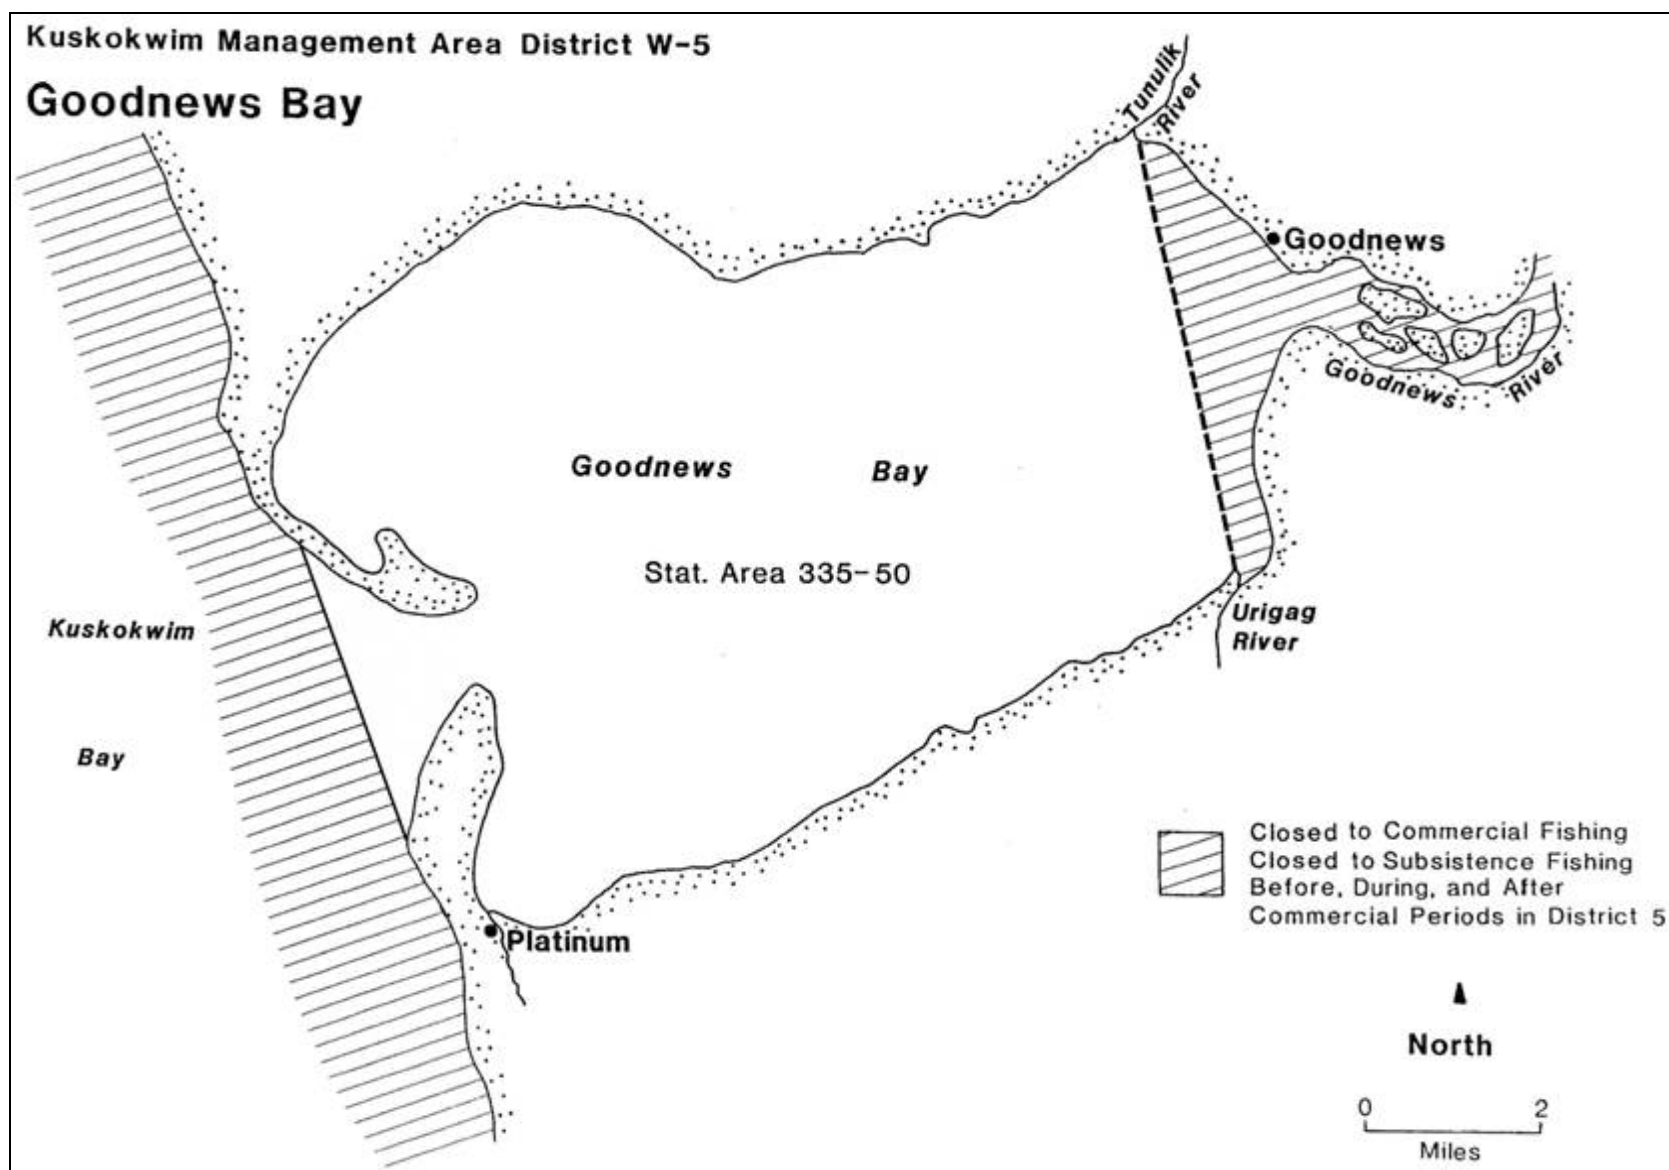 Kuskokwim Management Area District W-5
Goodnews Bay
Tunulik
River
Goodnews
Goodnews
River
Goodnews Bay
Stat. Area 335-50
Kuskokwim
Bay
Urigag
River
Platinum
Closed to Commercial Fishing
Closed to Subsistence Fishing
Before, During, and After
Commercial Periods in District 5
North
0 2
Miles